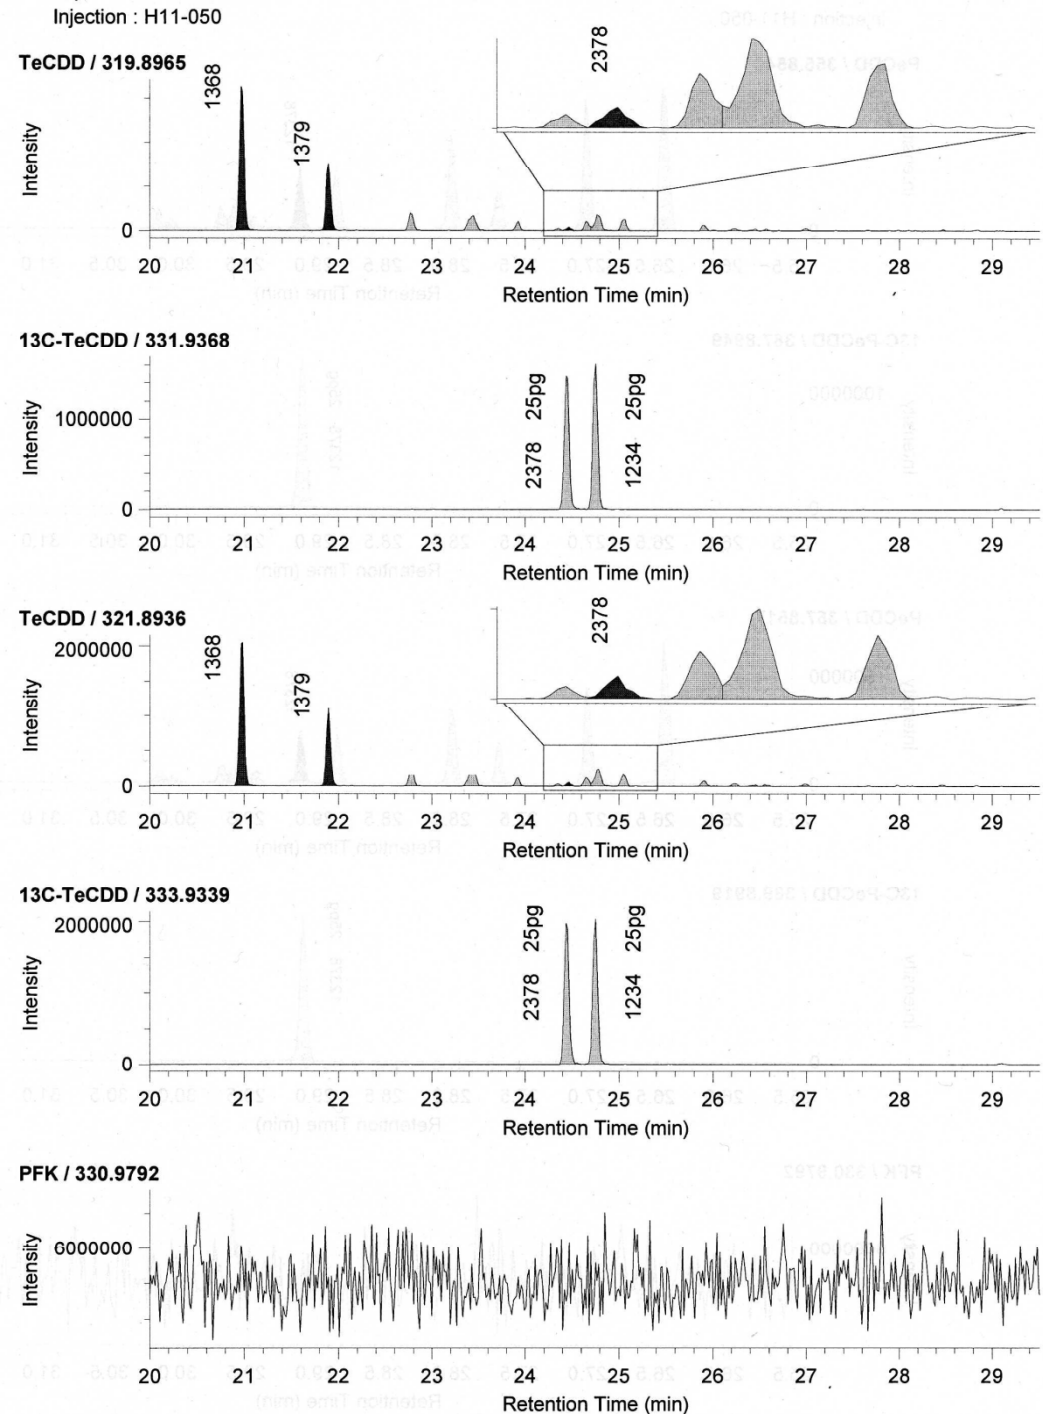 Injection : H11-050
TeCDD / 319.8965
1368
1379
2378
Intensity
0
20 21 22 23 24 25 26 27 28 29
Retention Time (min)
13C-TeCDD / 331.9368
2378 25pg
1234 25pg
Intensity
1000000
0
20 21 22 23 24 25 26 27 28 29
Retention Time (min)
TeCDD / 321.8936
1368
1379
2378
Intensity
2000000
0
20 21 22 23 24 25 26 27 28 29
Retention Time (min)
13C-TeCDD / 333.9339
2378 25pg
1234 25pg
Intensity
2000000
0
20 21 22 23 24 25 26 27 28 29
Retention Time (min)
PFK / 330.9792
Intensity
6000000
20 21 22 23 24 25 26 27 28 29
Retention Time (min)